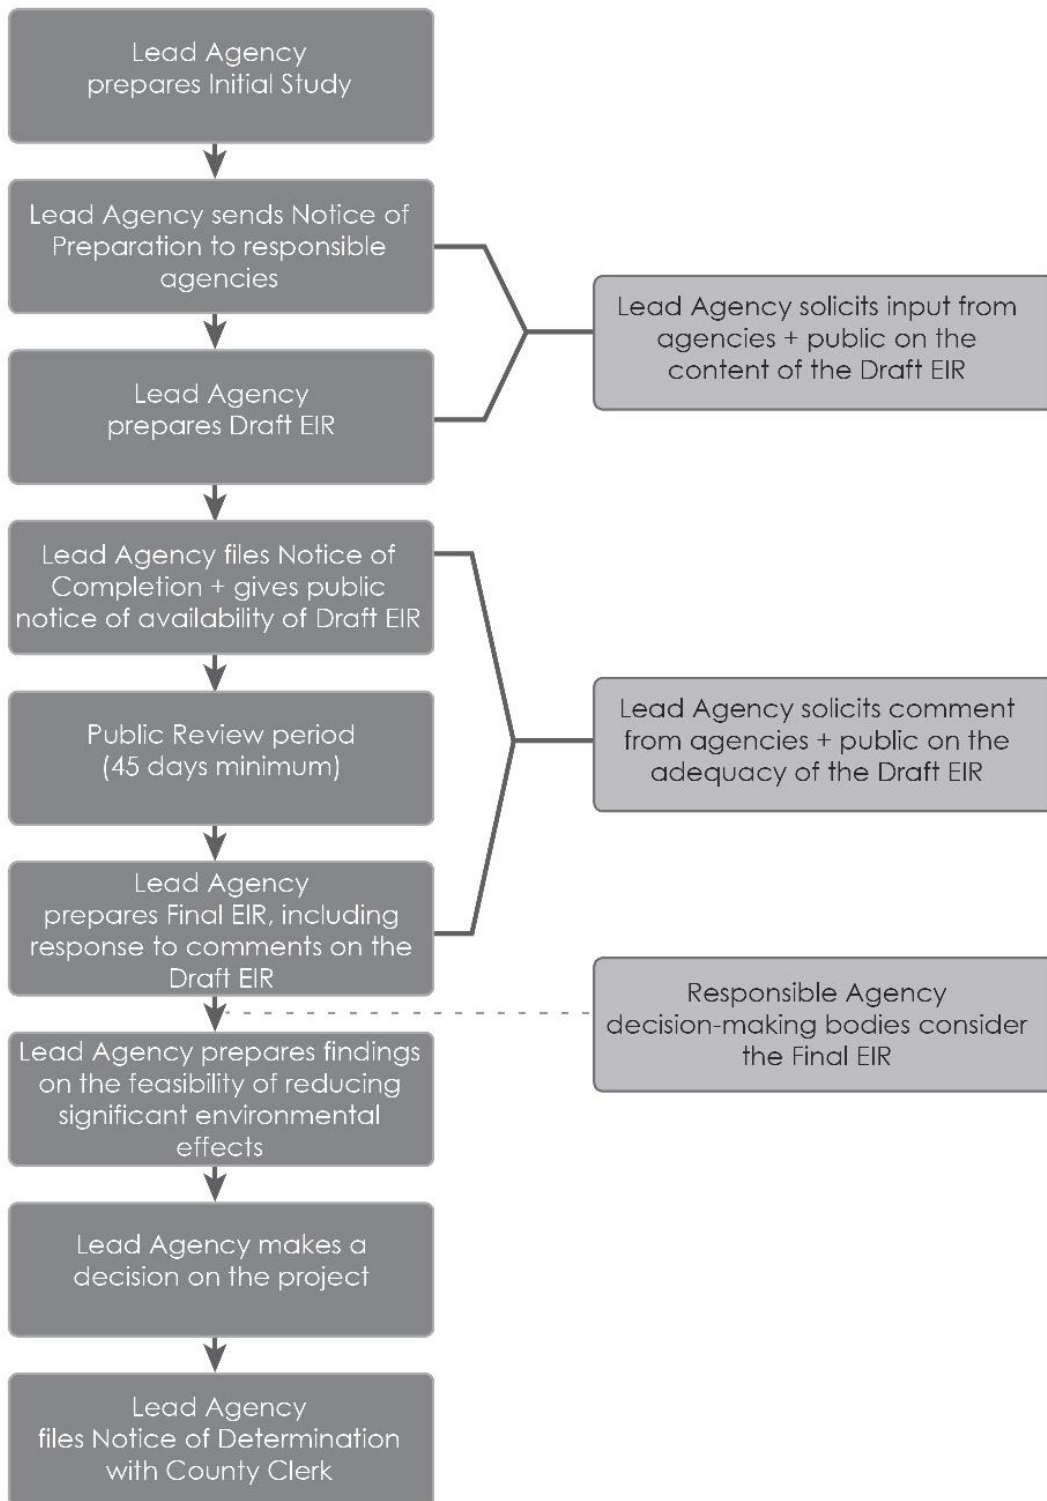 Lead Agency
prepares Initial Study
Lead Agency sends Notice of
Preparation to responsible
agencies
Lead Agency solicits input from
agencies + public on the
content of the Draft EIR
Lead Agency
prepares Draft EIR
Lead Agency files Notice of
Completion + gives public
notice of availability of Draft EIR
Public Review period
(45 days minimum)
Lead Agency solicits comment
from agencies + public on the
adequacy of the Draft EIR
Lead Agency
prepares Final EIR, including
response to comments on the
Draft EIR
Responsible Agency
decision-making bodies consider
the Final EIR
Lead Agency prepares findings
on the feasibility of reducing
significant environmental
effects
Lead Agency makes a
decision on the project
Lead Agency
files Notice of Determination
with County Clerk